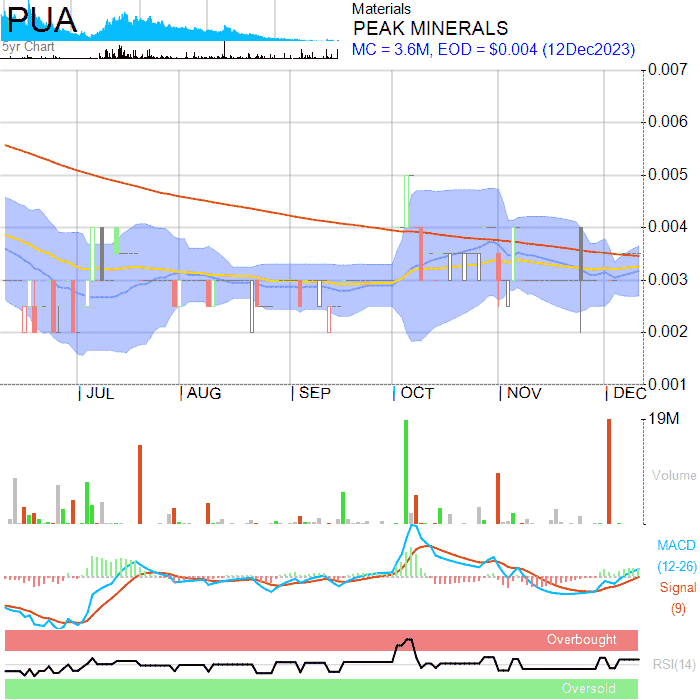 PUA
5yr Chart
Materials
PEAK MINERALS
MC = 3.6M, EOD = $0.004 (12Dec2023)
0.007
0.006
0.005
0.004
0.003
0.002
0.001
JUL AUG SEP OCT NOV DEC
19M
Volume
MACD
(12-26)
Signal
(9)
Overbought
RSI(14)
Oversold